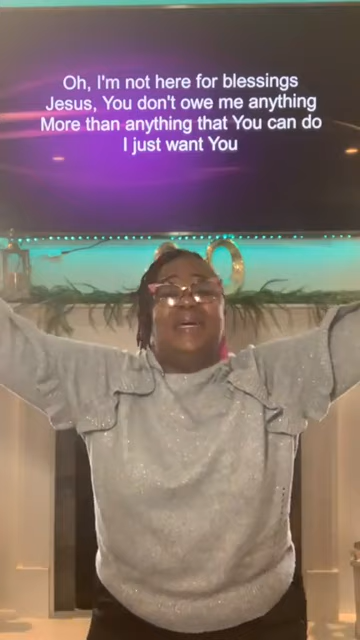 Oh, I'm not here for blessings
Jesus, You don't owe me anything
More than anything that You can do
I just want You